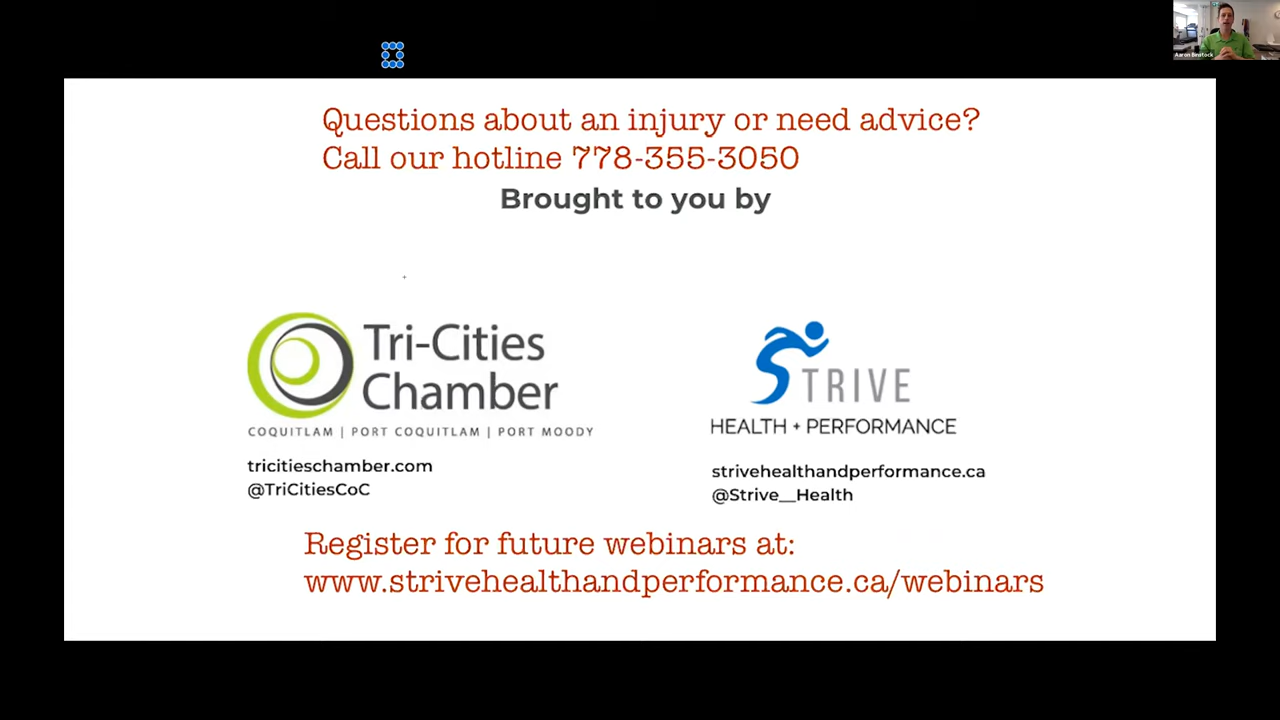 Aaron Binstock
Questions about an injury or need advice?
Call our hotline 778-355-3050
Brought to you by
Tri-Cities
Chamber
COQUITLAM | PORT COQUITLAM | PORT MOODY
tricitieschamber.com
@TriCitiesCoC
STRIVE
HEALTH + PERFORMANCE
strivehealthandperformance.ca
@Strive__Health
Register for future webinars at:
www.strivehealthandperformance.ca/webinars